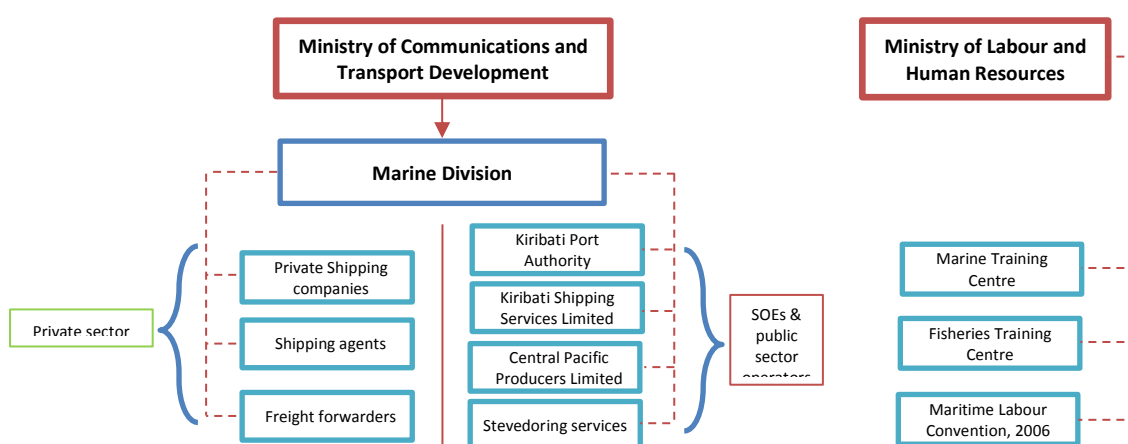 Ministry of Communications and
Transport Development
Ministry of Labour and
Human Resources
Marine Division
Private sector
Private Shipping
companies
Shipping agents
Freight forwarders
Kiribati Port
Authority
Kiribati Shipping
Services Limited
Central Pacific
Producers Limited
Stevedoring services
SOEs &
public
sector
operators
Marine Training
Centre
Fisheries Training
Centre
Maritime Labour
Convention, 2006